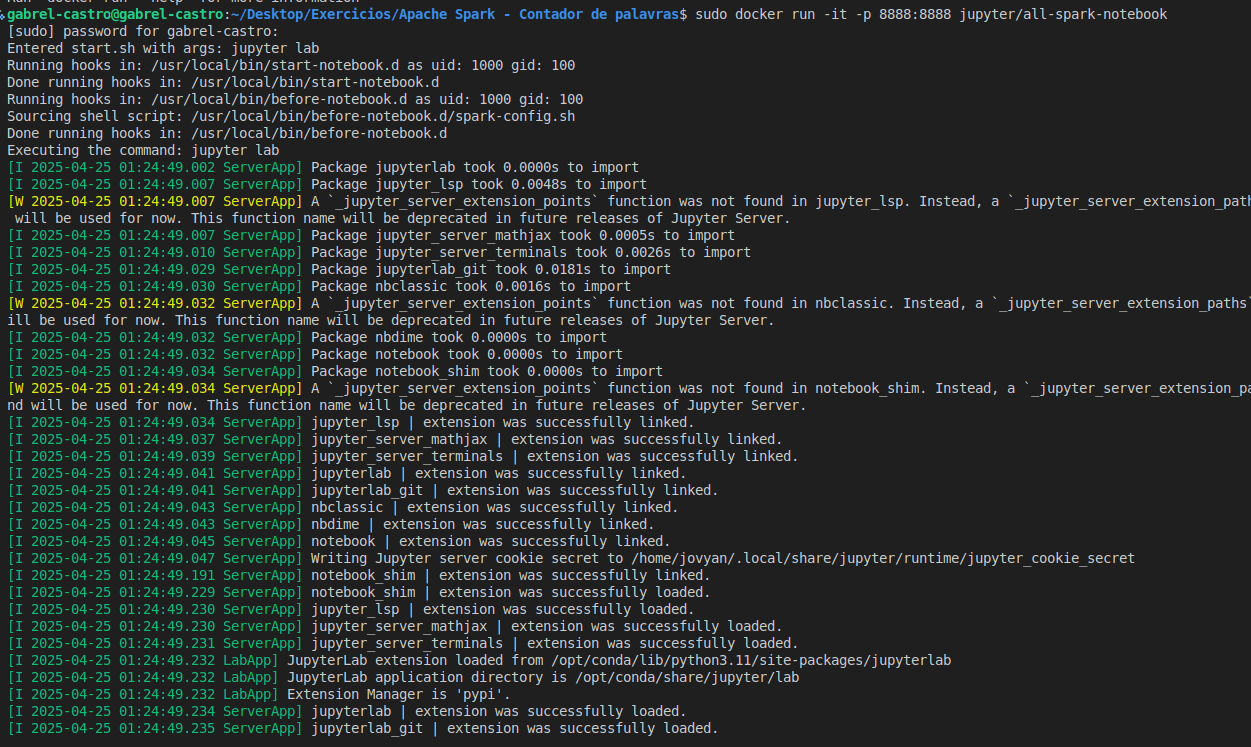 gabrel-castro@gabrel-castro:~/Desktop/Exercicios/Apache Spark - Contador de palavras$ sudo docker run -it -p 8888:8888 jupyter/all-spark-notebook
[sudo] password for gabrel-castro:
Entered start.sh with args: jupyter lab
Running hooks in: /usr/local/bin/start-notebook.d as uid: 1000 gid: 100
Done running hooks in: /usr/local/bin/start-notebook.d
Running hooks in: /usr/local/bin/before-notebook.d as uid: 1000 gid: 100
Sourcing shell script: /usr/local/bin/before-notebook.d/spark-config.sh
Done running hooks in: /usr/local/bin/before-notebook.d
Executing the command: jupyter lab
[I 2025-04-25 01:24:49.002 ServerApp] Package jupyterlab took 0.0000s to import
[I 2025-04-25 01:24:49.007 ServerApp] Package jupyter_lsp took 0.0048s to import
[W 2025-04-25 01:24:49.007 ServerApp] A `_jupyter_server_extension_points` function was not found in jupyter_lsp. Instead, a `_jupyter_server_extension_path
will be used for now. This function name will be deprecated in future releases of Jupyter Server.
[I 2025-04-25 01:24:49.007 ServerApp] Package jupyter_server_mathjax took 0.0005s to import
[I 2025-04-25 01:24:49.010 ServerApp] Package jupyter_server_terminals took 0.0026s to import
[I 2025-04-25 01:24:49.029 ServerApp] Package jupyterlab_git took 0.0181s to import
[I 2025-04-25 01:24:49.030 ServerApp] Package nbclassic took 0.0016s to import
[W 2025-04-25 01:24:49.032 ServerApp] A `_jupyter_server_extension_points` function was not found in nbclassic. Instead, a `_jupyter_server_extension_paths`
ill be used for now. This function name will be deprecated in future releases of Jupyter Server.
[I 2025-04-25 01:24:49.032 ServerApp] Package nbdime took 0.0000s to import
[I 2025-04-25 01:24:49.032 ServerApp] Package notebook took 0.0000s to import
[I 2025-04-25 01:24:49.034 ServerApp] Package notebook_shim took 0.0000s to import
[W 2025-04-25 01:24:49.034 ServerApp] A `_jupyter_server_extension_points` function was not found in notebook_shim. Instead, a `_jupyter_server_extension_pa
nd will be used for now. This function name will be deprecated in future releases of Jupyter Server.
[I 2025-04-25 01:24:49.034 ServerApp] jupyter_lsp | extension was successfully linked.
[I 2025-04-25 01:24:49.037 ServerApp] jupyter_server_mathjax | extension was successfully linked.
[I 2025-04-25 01:24:49.039 ServerApp] jupyter_server_terminals | extension was successfully linked.
[I 2025-04-25 01:24:49.041 ServerApp] jupyterlab | extension was successfully linked.
[I 2025-04-25 01:24:49.041 ServerApp] jupyterlab_git | extension was successfully linked.
[I 2025-04-25 01:24:49.043 ServerApp] nbclassic | extension was successfully linked.
[I 2025-04-25 01:24:49.043 ServerApp] nbdime | extension was successfully linked.
[I 2025-04-25 01:24:49.045 ServerApp] notebook | extension was successfully linked.
[I 2025-04-25 01:24:49.047 ServerApp] Writing Jupyter server cookie secret to /home/jovyan/.local/share/jupyter/runtime/jupyter_cookie_secret
[I 2025-04-25 01:24:49.191 ServerApp] notebook_shim | extension was successfully linked.
[I 2025-04-25 01:24:49.229 ServerApp] notebook_shim | extension was successfully loaded.
[I 2025-04-25 01:24:49.230 ServerApp] jupyter_lsp | extension was successfully loaded.
[I 2025-04-25 01:24:49.230 ServerApp] jupyter_server_mathjax | extension was successfully loaded.
[I 2025-04-25 01:24:49.231 ServerApp] jupyter_server_terminals | extension was successfully loaded.
[I 2025-04-25 01:24:49.232 LabApp] JupyterLab extension loaded from /opt/conda/lib/python3.11/site-packages/jupyterlab
[I 2025-04-25 01:24:49.232 LabApp] JupyterLab application directory is /opt/conda/share/jupyter/lab
[I 2025-04-25 01:24:49.232 LabApp] Extension Manager is 'pypi'.
[I 2025-04-25 01:24:49.234 ServerApp] jupyterlab | extension was successfully loaded.
[I 2025-04-25 01:24:49.235 ServerApp] jupyterlab_git | extension was successfully loaded.